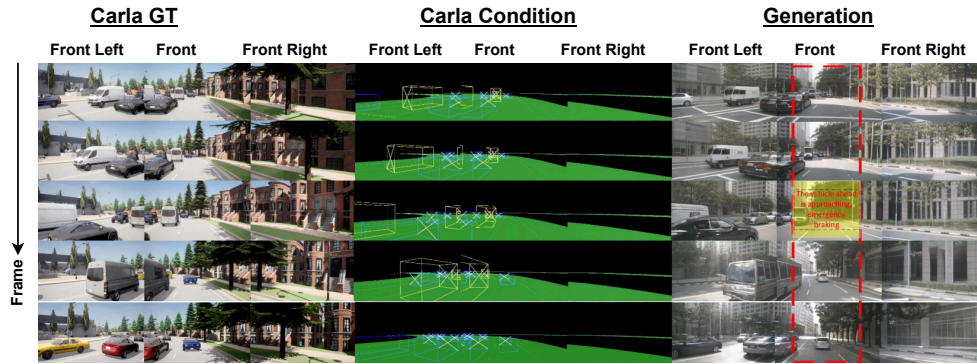 Carla GT Carla Condition Generation
Front Left Front Front Right Front Left Front Front Right Front Left Front Front Right
Frame
The vehicle ahead
is approaching,
emergency
braking